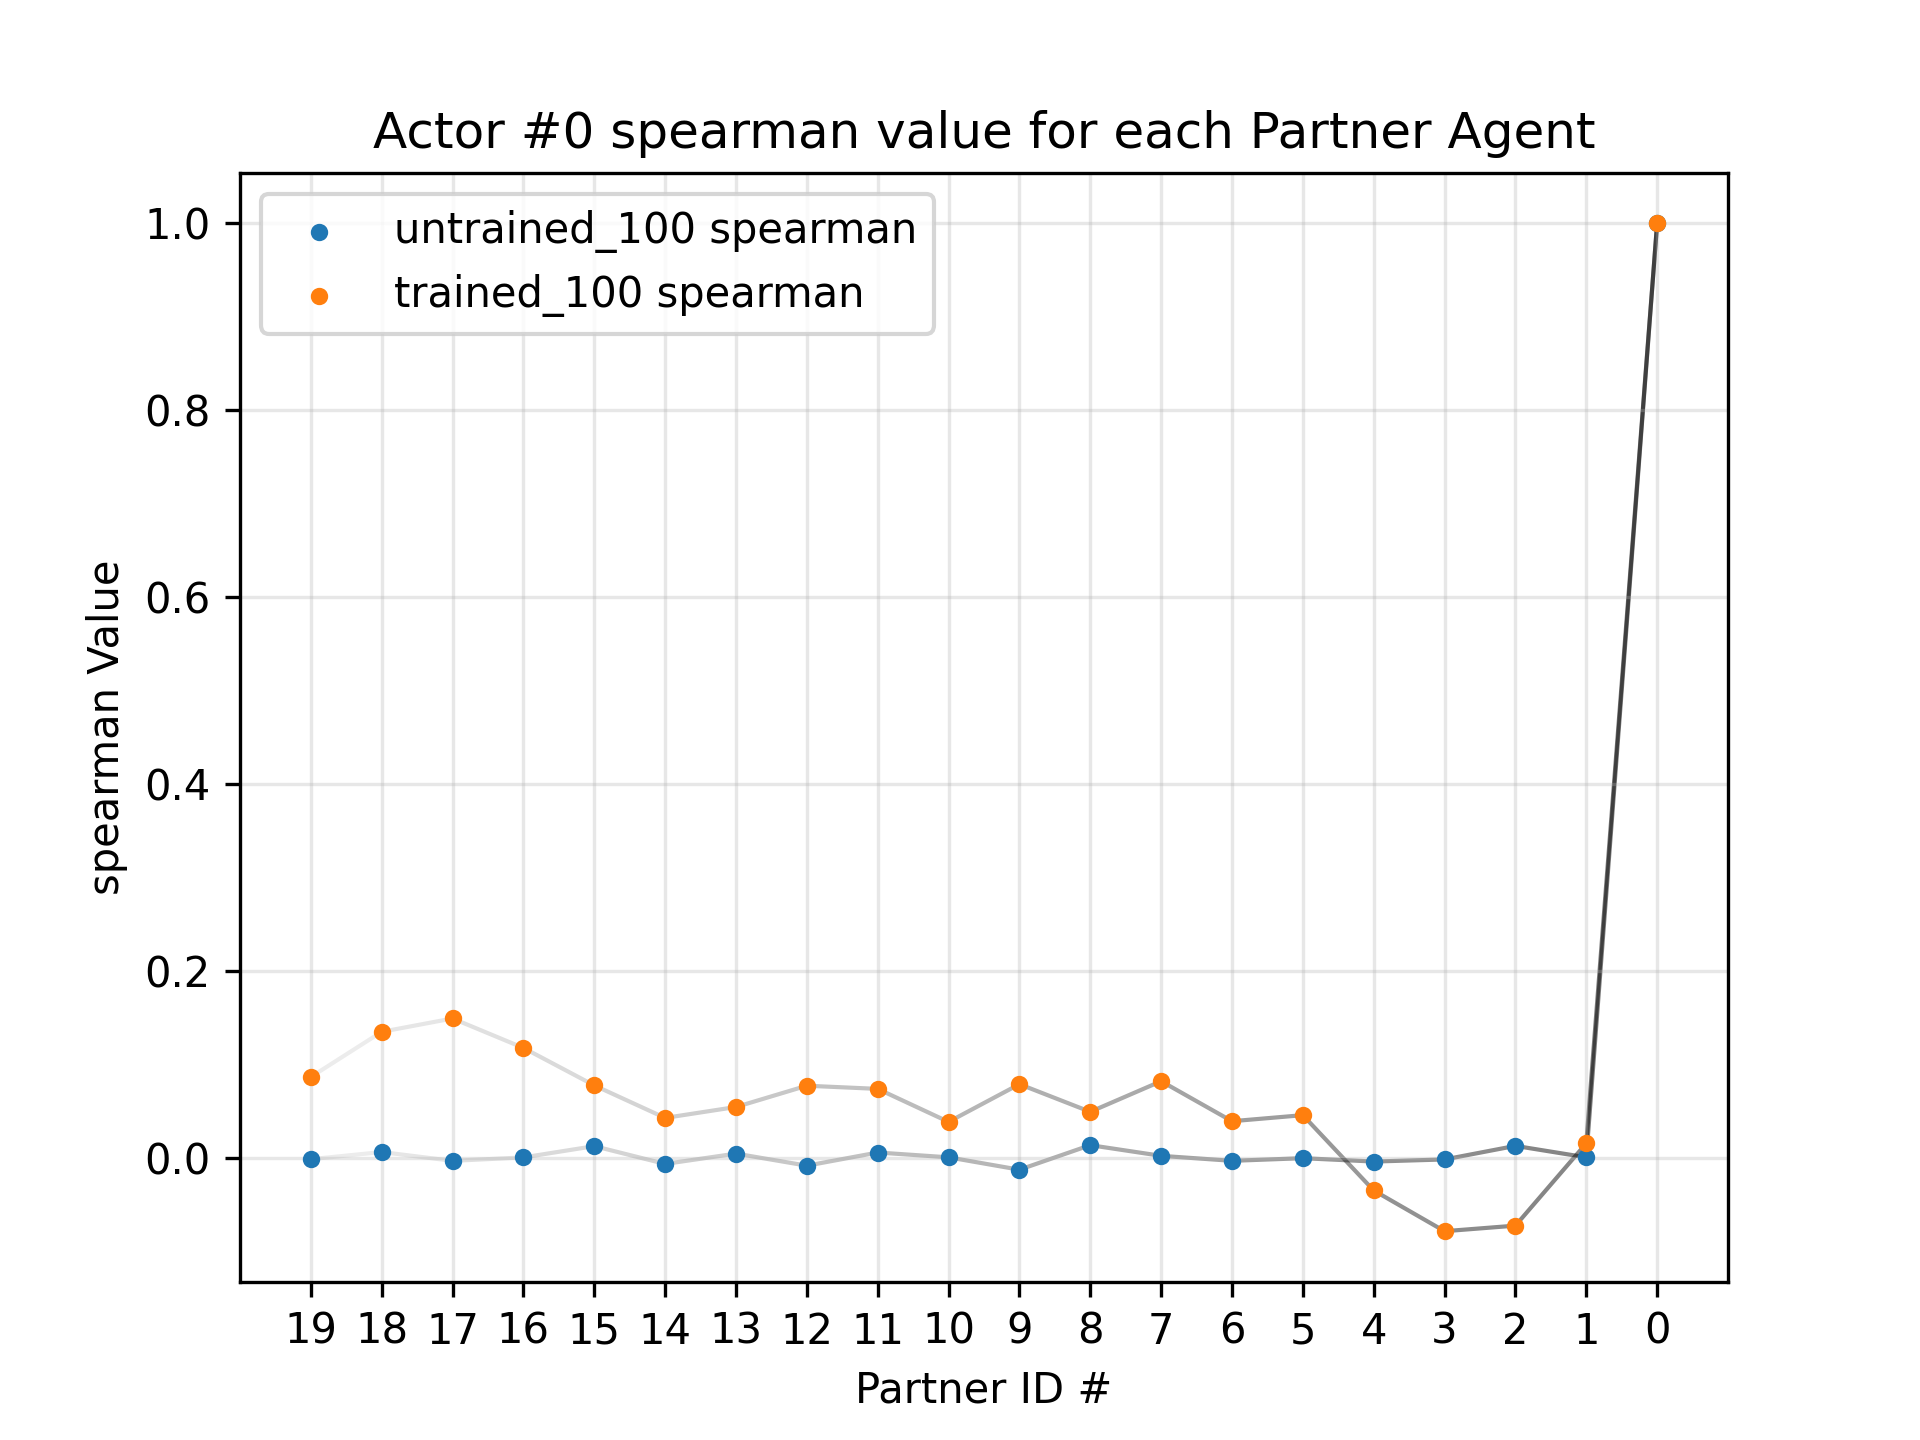 Actor #0 spearman value for each Partner Agent
untrained_100 spearman
trained_100 spearman
1.0
0.8
0.6
0.4
0.2
0.0
spearman Value
19 18 17 16 15 14 13 12 11 10 9 8 7 6 5 4 3 2 1 0
Partner ID #